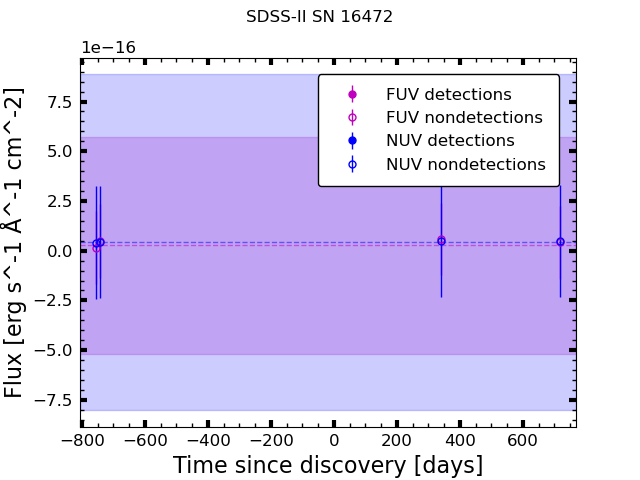 SDSS-II SN 16472
1e−16
7.5
5.0
2.5
0.0
−2.5
−5.0
−7.5
Flux [erg s^-1 Å^-1 cm^-2]
FUV detections
FUV nondetections
NUV detections
NUV nondetections
−800 −600 −400 −200 0 200 400 600
Time since discovery [days]